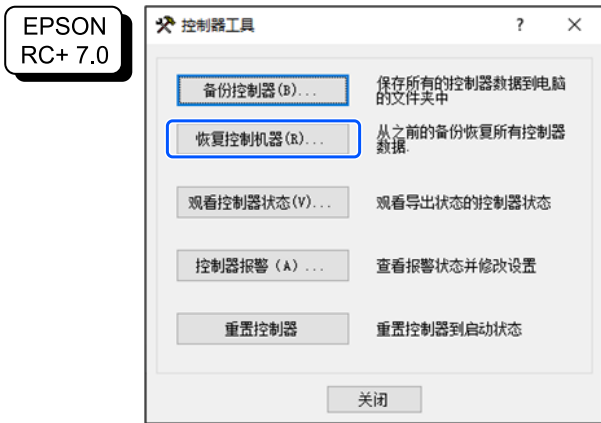 EPSON
RC+ 7.0
控制器工具
备份控制器(B)...
保存所有的控制器数据到电脑
的文件夹中
恢复控制机器(R)...
从之前的备份恢复所有控制器
数据.
观看控制器状态(V)...
观看导出状态的控制器状态
控制器报警 (A) ...
查看报警状态并修改设置
重置控制器
重置控制器到启动状态
关闭